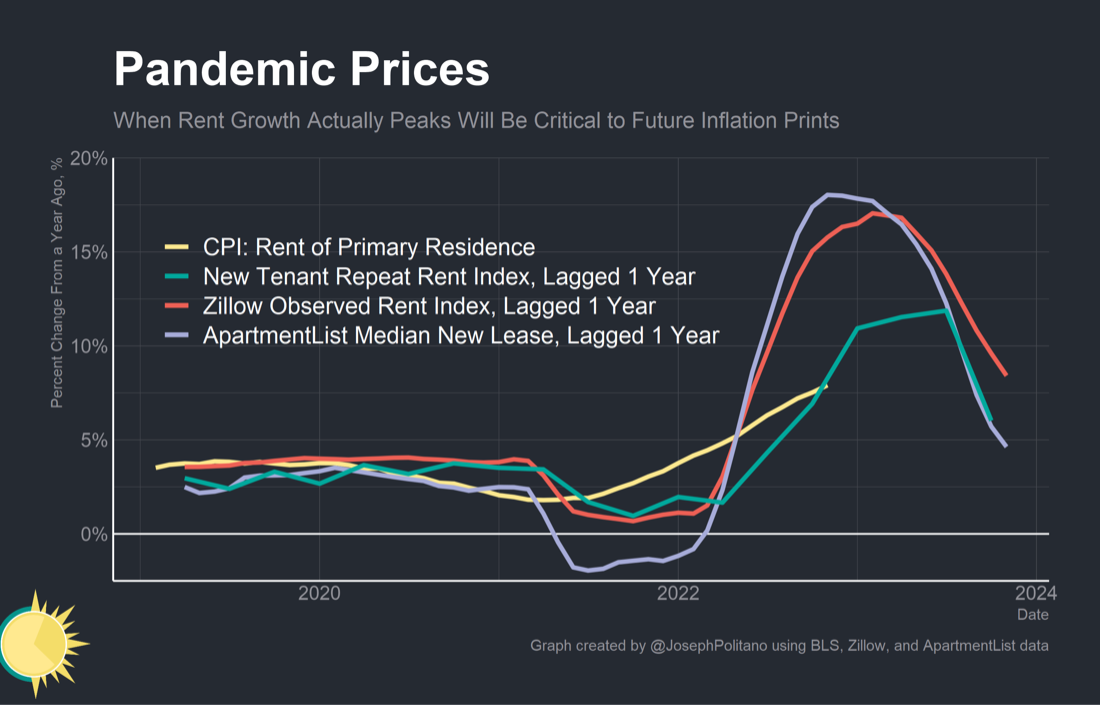 Pandemic Prices
When Rent Growth Actually Peaks Will Be Critical to Future Inflation Prints
Percent Change From a Year Ago, %
20%
15%
10%
5%
0%
CPI: Rent of Primary Residence
New Tenant Repeat Rent Index, Lagged 1 Year
Zillow Observed Rent Index, Lagged 1 Year
ApartmentList Median New Lease, Lagged 1 Year
2020 2022 2024
Date
Graph created by @JosephPolitano using BLS, Zillow, and ApartmentList data